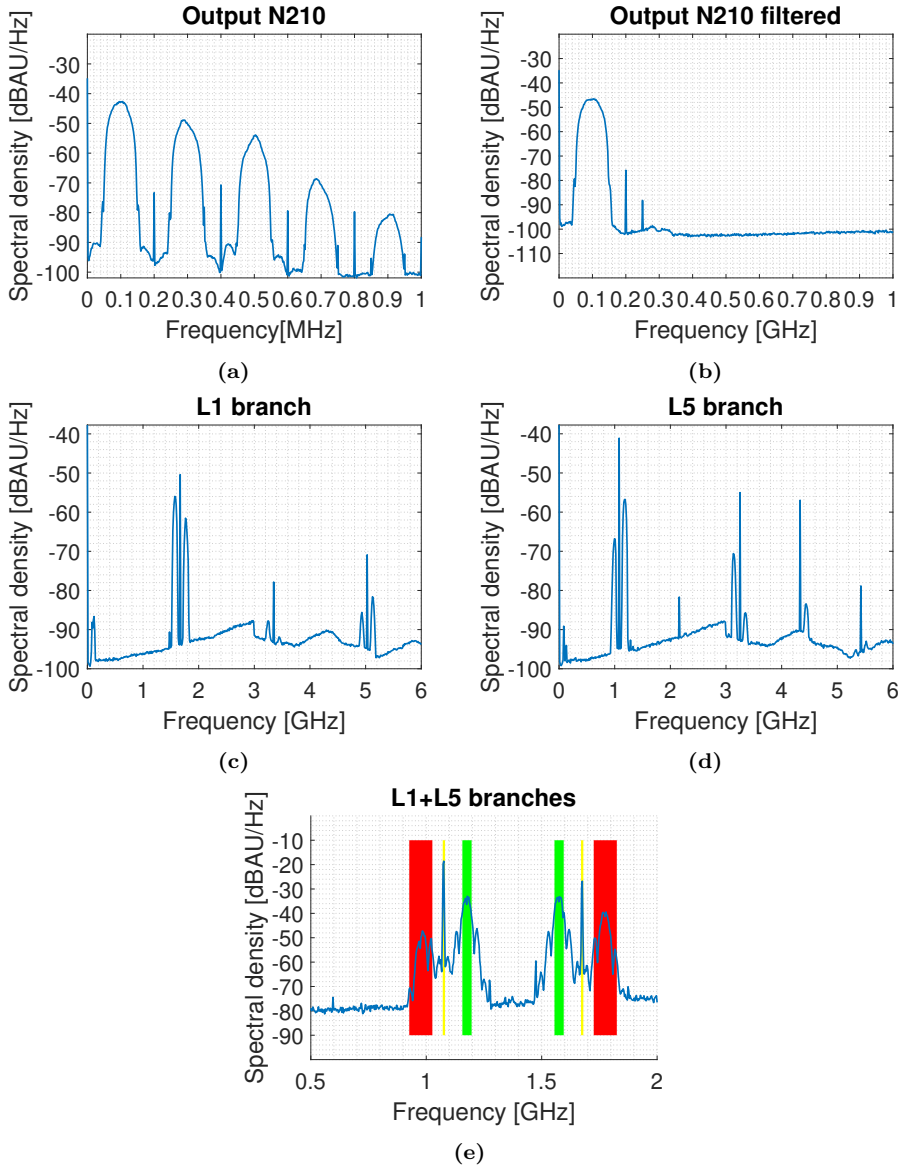 Output N210
Spectral density [dBAU/Hz]
-30
-40
-50
-60
-70
-80
-90
-100
0 0.1 0.2 0.3 0.4 0.5 0.6 0.7 0.8 0.9 1
Frequency[MHz]
(a)
Output N210 filtered
Spectral density [dBAU/Hz]
-30
-40
-50
-60
-70
-80
-90
-100
-110
0 0.1 0.2 0.3 0.4 0.5 0.6 0.7 0.8 0.9 1
Frequency [GHz]
(b)
L1 branch
Spectral density [dBAU/Hz]
-40
-50
-60
-70
-80
-90
-100
0 1 2 3 4 5 6
Frequency [GHz]
(c)
L5 branch
Spectral density [dBAU/Hz]
-40
-50
-60
-70
-80
-90
-100
0 1 2 3 4 5 6
Frequency [GHz]
(d)
L1+L5 branches
Spectral density [dBAU/Hz]
-10
-20
-30
-40
-50
-60
-70
-80
-90
0.5 1 1.5 2
Frequency [GHz]
(e)